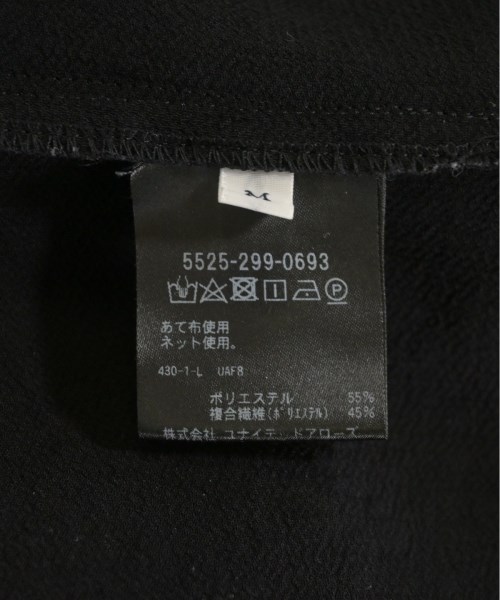 M
5525-299-0693
あて布使用
ネット使用。
430-1-L UAF8
ポリエステル 55%
複合繊維(ﾎﾟﾘｴｽﾃﾙ) 45%
株式会社 ユナイテッドアローズ